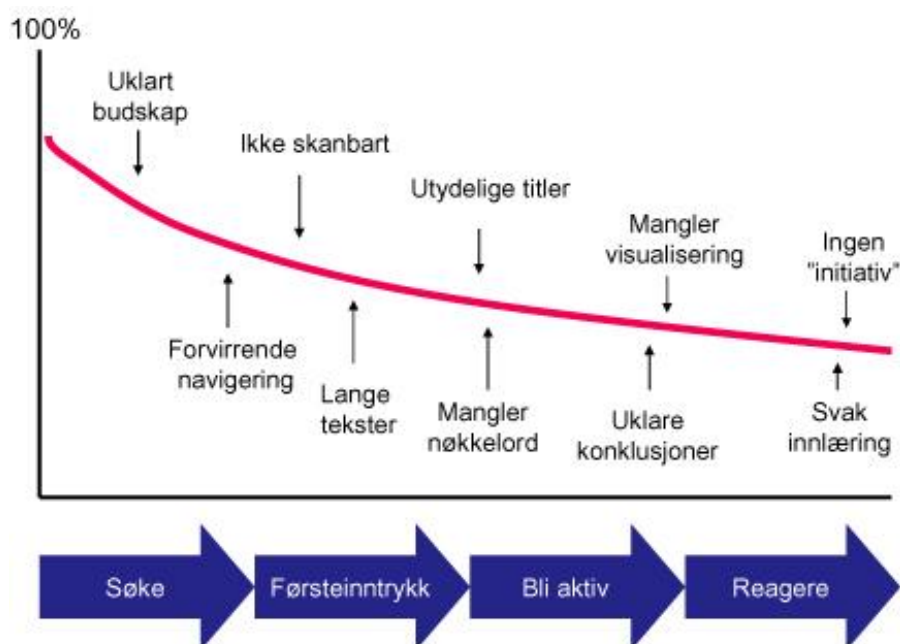 100%
Uklart
budskap
Ikke skanbart
Utydelige titler
Mangler
visualisering
Ingen
"initiativ"
Forvirrende
navigering
Lange
tekster
Mangler
nøkkelord
Uklare
konklusjoner
Svak
innlæring
Søke
Førsteinntrykk
Bli aktiv
Reagere